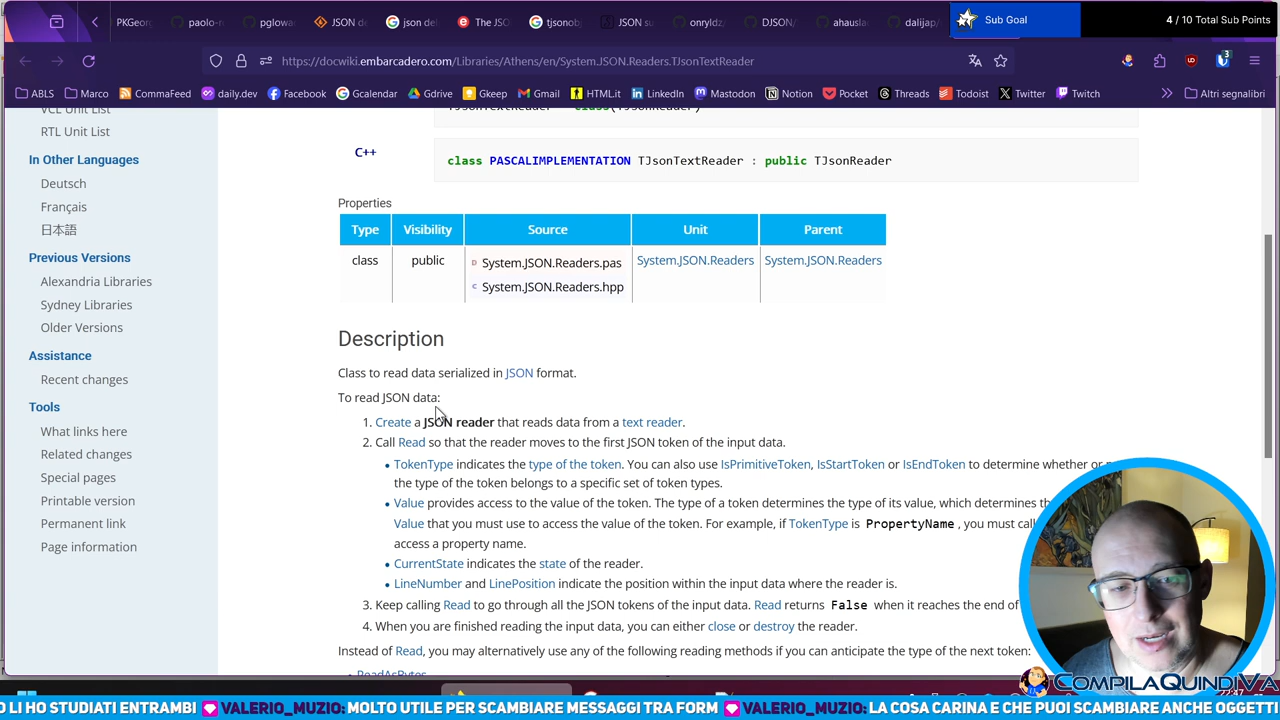 PKGeorg
paolo-r
pglowac
JSON de
json del
The JSO
tjsonobj
JSON su
onryldz/
DJSON/
ahauslad
dalijap/
Sub Goal
4 / 10 Total Sub Points
https://docwiki.embarcadero.com/Libraries/Athens/en/System.JSON.Readers.TJsonTextReader
3
ABLS
Marco
CommaFeed
daily.dev
Facebook
Gcalendar
Gdrive
Gkeep
Gmail
HTML.it
LinkedIn
Mastodon
Notion
Pocket
Threads
Todoist
Twitter
Twitch
Altri segnalibri
VCL Unit List
RTL Unit List
In Other Languages
Deutsch
Français
日本語
Previous Versions
Alexandria Libraries
Sydney Libraries
Older Versions
Assistance
Recent changes
Tools
What links here
Related changes
Special pages
Printable version
Permanent link
Page information
TJsonTextReader = class(TJsonReader)
C++
class PASCALIMPLEMENTATION TJsonTextReader : public TJsonReader
Properties
Type Visibility Source Unit Parent
class public System.JSON.Readers.pas System.JSON.Readers System.JSON.Readers
System.JSON.Readers.hpp
Description
Class to read data serialized in JSON format.
To read JSON data:
1. Create a JSON reader that reads data from a text reader.
2. Call Read so that the reader moves to the first JSON token of the input data.
• TokenType indicates the type of the token. You can also use IsPrimitiveToken, IsStartToken or IsEndToken to determine whether or
the type of the token belongs to a specific set of token types.
• Value provides access to the value of the token. The type of a token determines the type of its value, which determines
Value that you must use to access the value of the token. For example, if TokenType is PropertyName, you must call
access a property name.
• CurrentState indicates the state of the reader.
• LineNumber and LinePosition indicate the position within the input data where the reader is.
3. Keep calling Read to go through all the JSON tokens of the input data. Read returns False when it reaches the end of
4. When you are finished reading the input data, you can either close or destroy the reader.
Instead of Read, you may alternatively use any of the following reading methods if you can anticipate the type of the next token:
• ReadAsBytes
COMPILAQUINDIVA
O LI HO STUDIATI ENTRAMBI VALERIO_MUZIO: MOLTO UTILE PER SCAMBIARE MESSAGGI TRA FORM VALERIO_MUZIO: LA COSA CARINA E CHE PUOI SCAMBIARE ANCHE OGGETTI